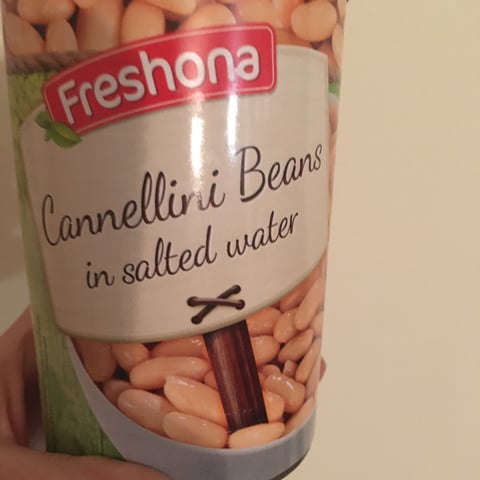 Freshona
Cannellini Beans
in salted water